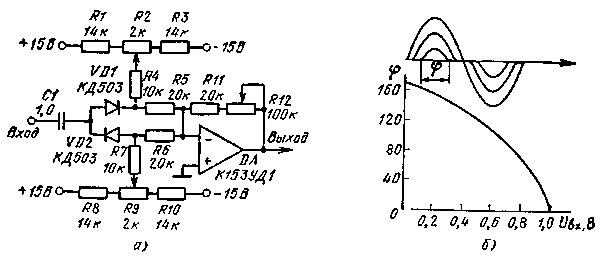 R1 R2 R3
14к 2к 14к
+15В -15В
VD1
КД503
R4
10к
R5
20к
R11
20к
R12
100к
C1
1,0
Вход
VD2
КД503
R7
10к
R6
20к
-
+
DA
К153УД1
Выход
+15В -15В
R8 R9 R10
14к 2к 14к
а)
φ
φ
160
120
80
40
0
0,2 0,4 0,6 0,8 1,0 Uвх,В
б)